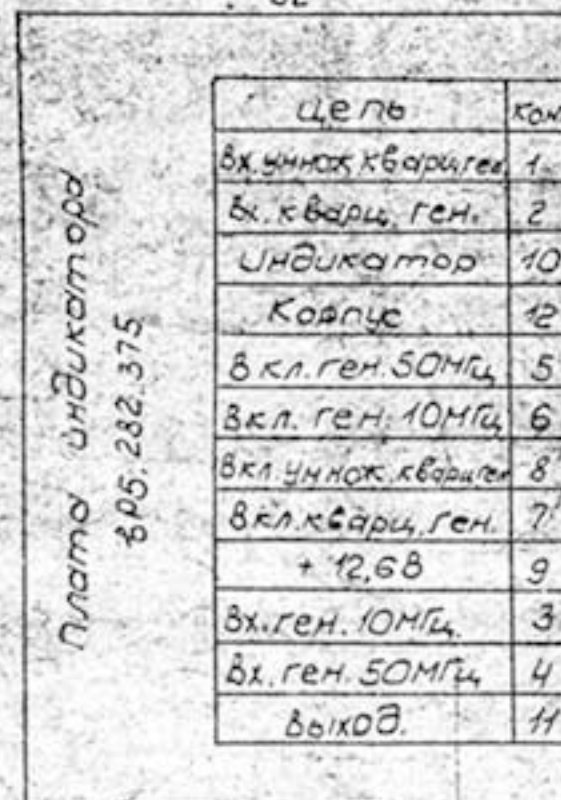 Плата индикатора
ВР5.282.375
Цепь Кон.
Вх. умнож. кварц. ген. 1
Вх. кварц. ген. 2
Индикатор 10
Корпус 12
Вкл. ген. 50МГц 5
Вкл. ген. 10МГц 6
Вкл. умнож. кварц. ген 8
Вкл. кварц. ген. 7
+ 12,6В 9
Вх. ген. 10МГц. 3
Вх. ген. 50МГц 4
Выход. 11